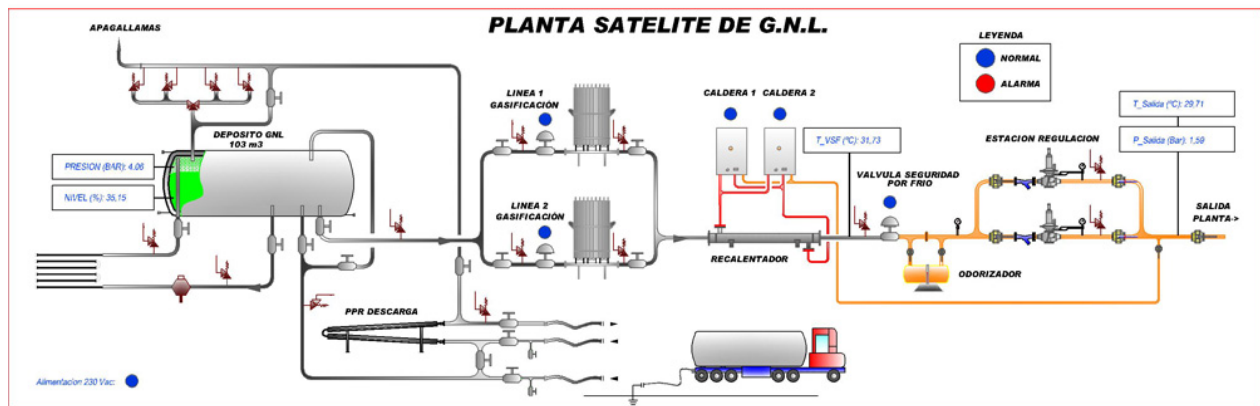 PLANTA SATELITE DE G.N.L.
APAGALLAMAS
LEYENDA
NORMAL
ALARMA
LINEA 1
GASIFICACIÓN
CALDERA 1
CALDERA 2
T_Salida (ºC): 29,71
P_Salida (Bar): 1,59
DEPOSITO GNL
103 m3
T_VSF (ºC): 31,73
ESTACION REGULACION
PRESION (BAR): 4,06
NIVEL (%): 35,15
VALVULA SEGURIDAD
POR FRIO
LINEA 2
GASIFICACIÓN
SALIDA
PLANTA->
RECALENTADOR
ODORIZADOR
PPR DESCARGA
Alimentacion 230 Vac: